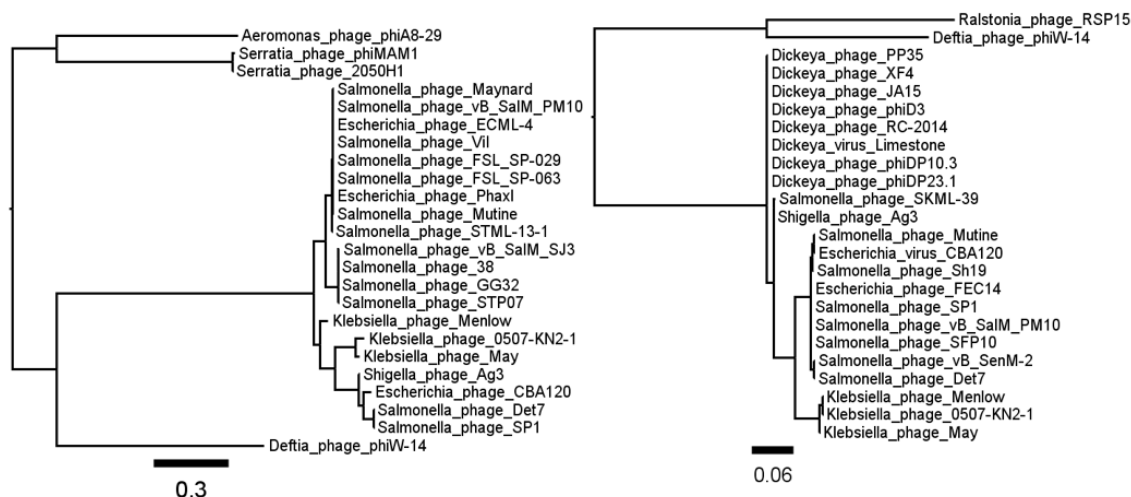 Aeromonas_phage_phiA8-29
Serratia_phage_phiMAM1
Serratia_phage_2050H1
Salmonella_phage_Maynard
Salmonella_phage_vB_SalM_PM10
Escherichia_phage_ECML-4
Salmonella_phage_ViI
Salmonella_phage_FSL_SP-029
Salmonella_phage_FSL_SP-063
Escherichia_phage_PhaxI
Salmonella_phage_Mutine
Salmonella_phage_STML-13-1
Salmonella_phage_vB_SalM_SJ3
Salmonella_phage_38
Salmonella_phage_GG32
Salmonella_phage_STP07
Klebsiella_phage_Menlow
Klebsiella_phage_0507-KN2-1
Klebsiella_phage_May
Shigella_phage_Ag3
Escherichia_phage_CBA120
Salmonella_phage_Det7
Salmonella_phage_SP1
Deftia_phage_phiW-14
0.3
Ralstonia_phage_RSP15
Deftia_phage_phiW-14
Dickeya_phage_PP35
Dickeya_phage_XF4
Dickeya_phage_JA15
Dickeya_phage_phiD3
Dickeya_phage_RC-2014
Dickeya_virus_Limestone
Dickeya_phage_phiDP10.3
Dickeya_phage_phiDP23.1
Salmonella_phage_SKML-39
Shigella_phage_Ag3
Salmonella_phage_Mutine
Escherichia_virus_CBA120
Salmonella_phage_Sh19
Escherichia_phage_FEC14
Salmonella_phage_SP1
Salmonella_phage_vB_SalM_PM10
Salmonella_phage_SFP10
Salmonella_phage_vB_SenM-2
Salmonella_phage_Det7
Klebsiella_phage_Menlow
Klebsiella_phage_0507-KN2-1
Klebsiella_phage_May
0.06